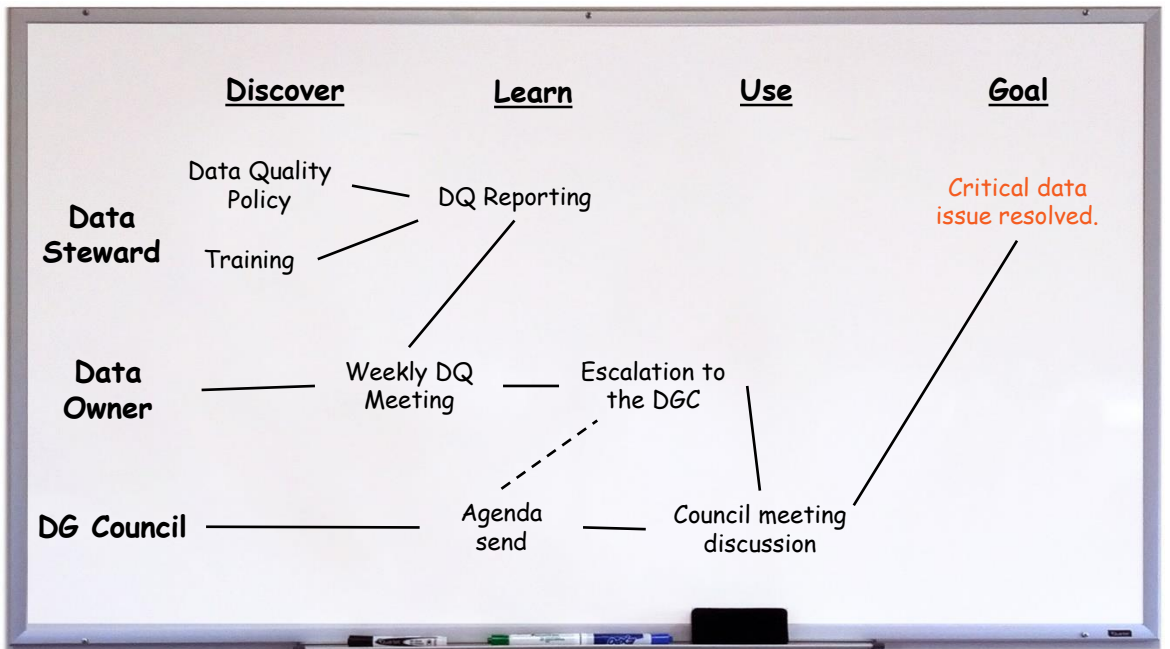 Discover
Learn
Use
Goal
Data Quality
Policy
DQ Reporting
Critical data
issue resolved.
Data
Steward
Training
Data
Owner
Weekly DQ
Meeting
Escalation to
the DGC
DG Council
Agenda
send
Council meeting
discussion